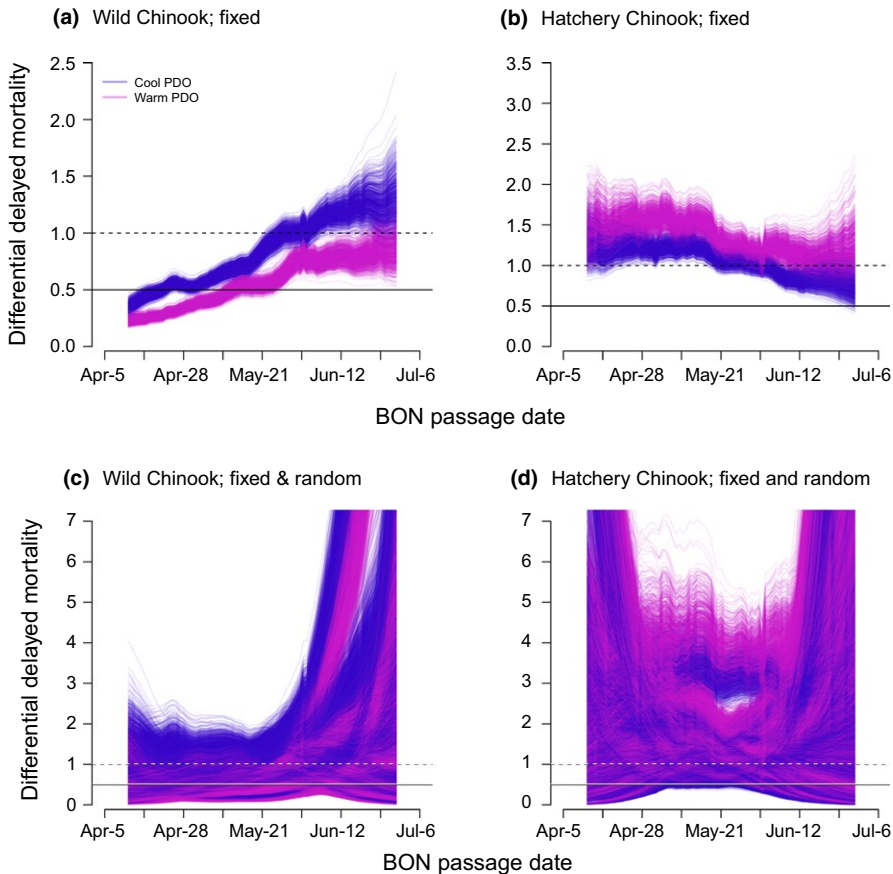 (a) Wild Chinook; fixed
(b) Hatchery Chinook; fixed
Differential delayed mortality
2.5
2.0
1.5
1.0
0.5
0.0
Cool PDO
Warm PDO
3.5
3.0
2.5
2.0
1.5
1.0
0.5
0.0
Apr-5 Apr-28 May-21 Jun-12 Jul-6
Apr-5 Apr-28 May-21 Jun-12 Jul-6
BON passage date
(c) Wild Chinook; fixed & random
(d) Hatchery Chinook; fixed and random
Differential delayed mortality
7
6
5
4
3
2
1
0
7
6
5
4
3
2
1
0
Apr-5 Apr-28 May-21 Jun-12 Jul-6
Apr-5 Apr-28 May-21 Jun-12 Jul-6
BON passage date